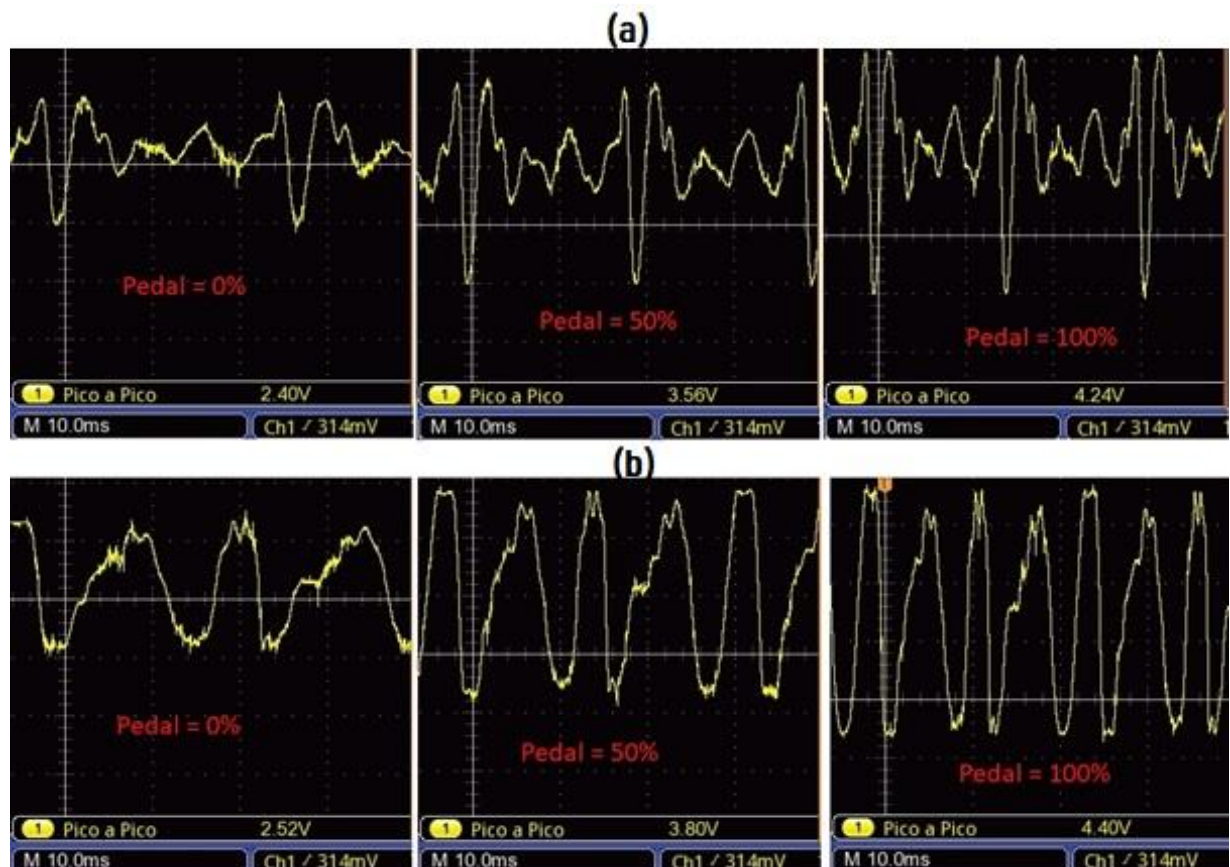 (a)
Pedal = 0%
Pedal = 50%
Pedal = 100%
1 Pico a Pico 2.40V
1 Pico a Pico 3.56V
1 Pico a Pico 4.24V
M 10.0ms Ch1 / 314mV
M 10.0ms Ch1 / 314mV
M 10.0ms Ch1 / 314mV
(b)
Pedal = 0%
Pedal = 50%
Pedal = 100%
1 Pico a Pico 2.52V
1 Pico a Pico 3.80V
1 Pico a Pico 4.40V
M 10.0ms Ch1 / 314mV
M 10.0ms Ch1 / 314mV
M 10.0ms Ch1 / 314mV